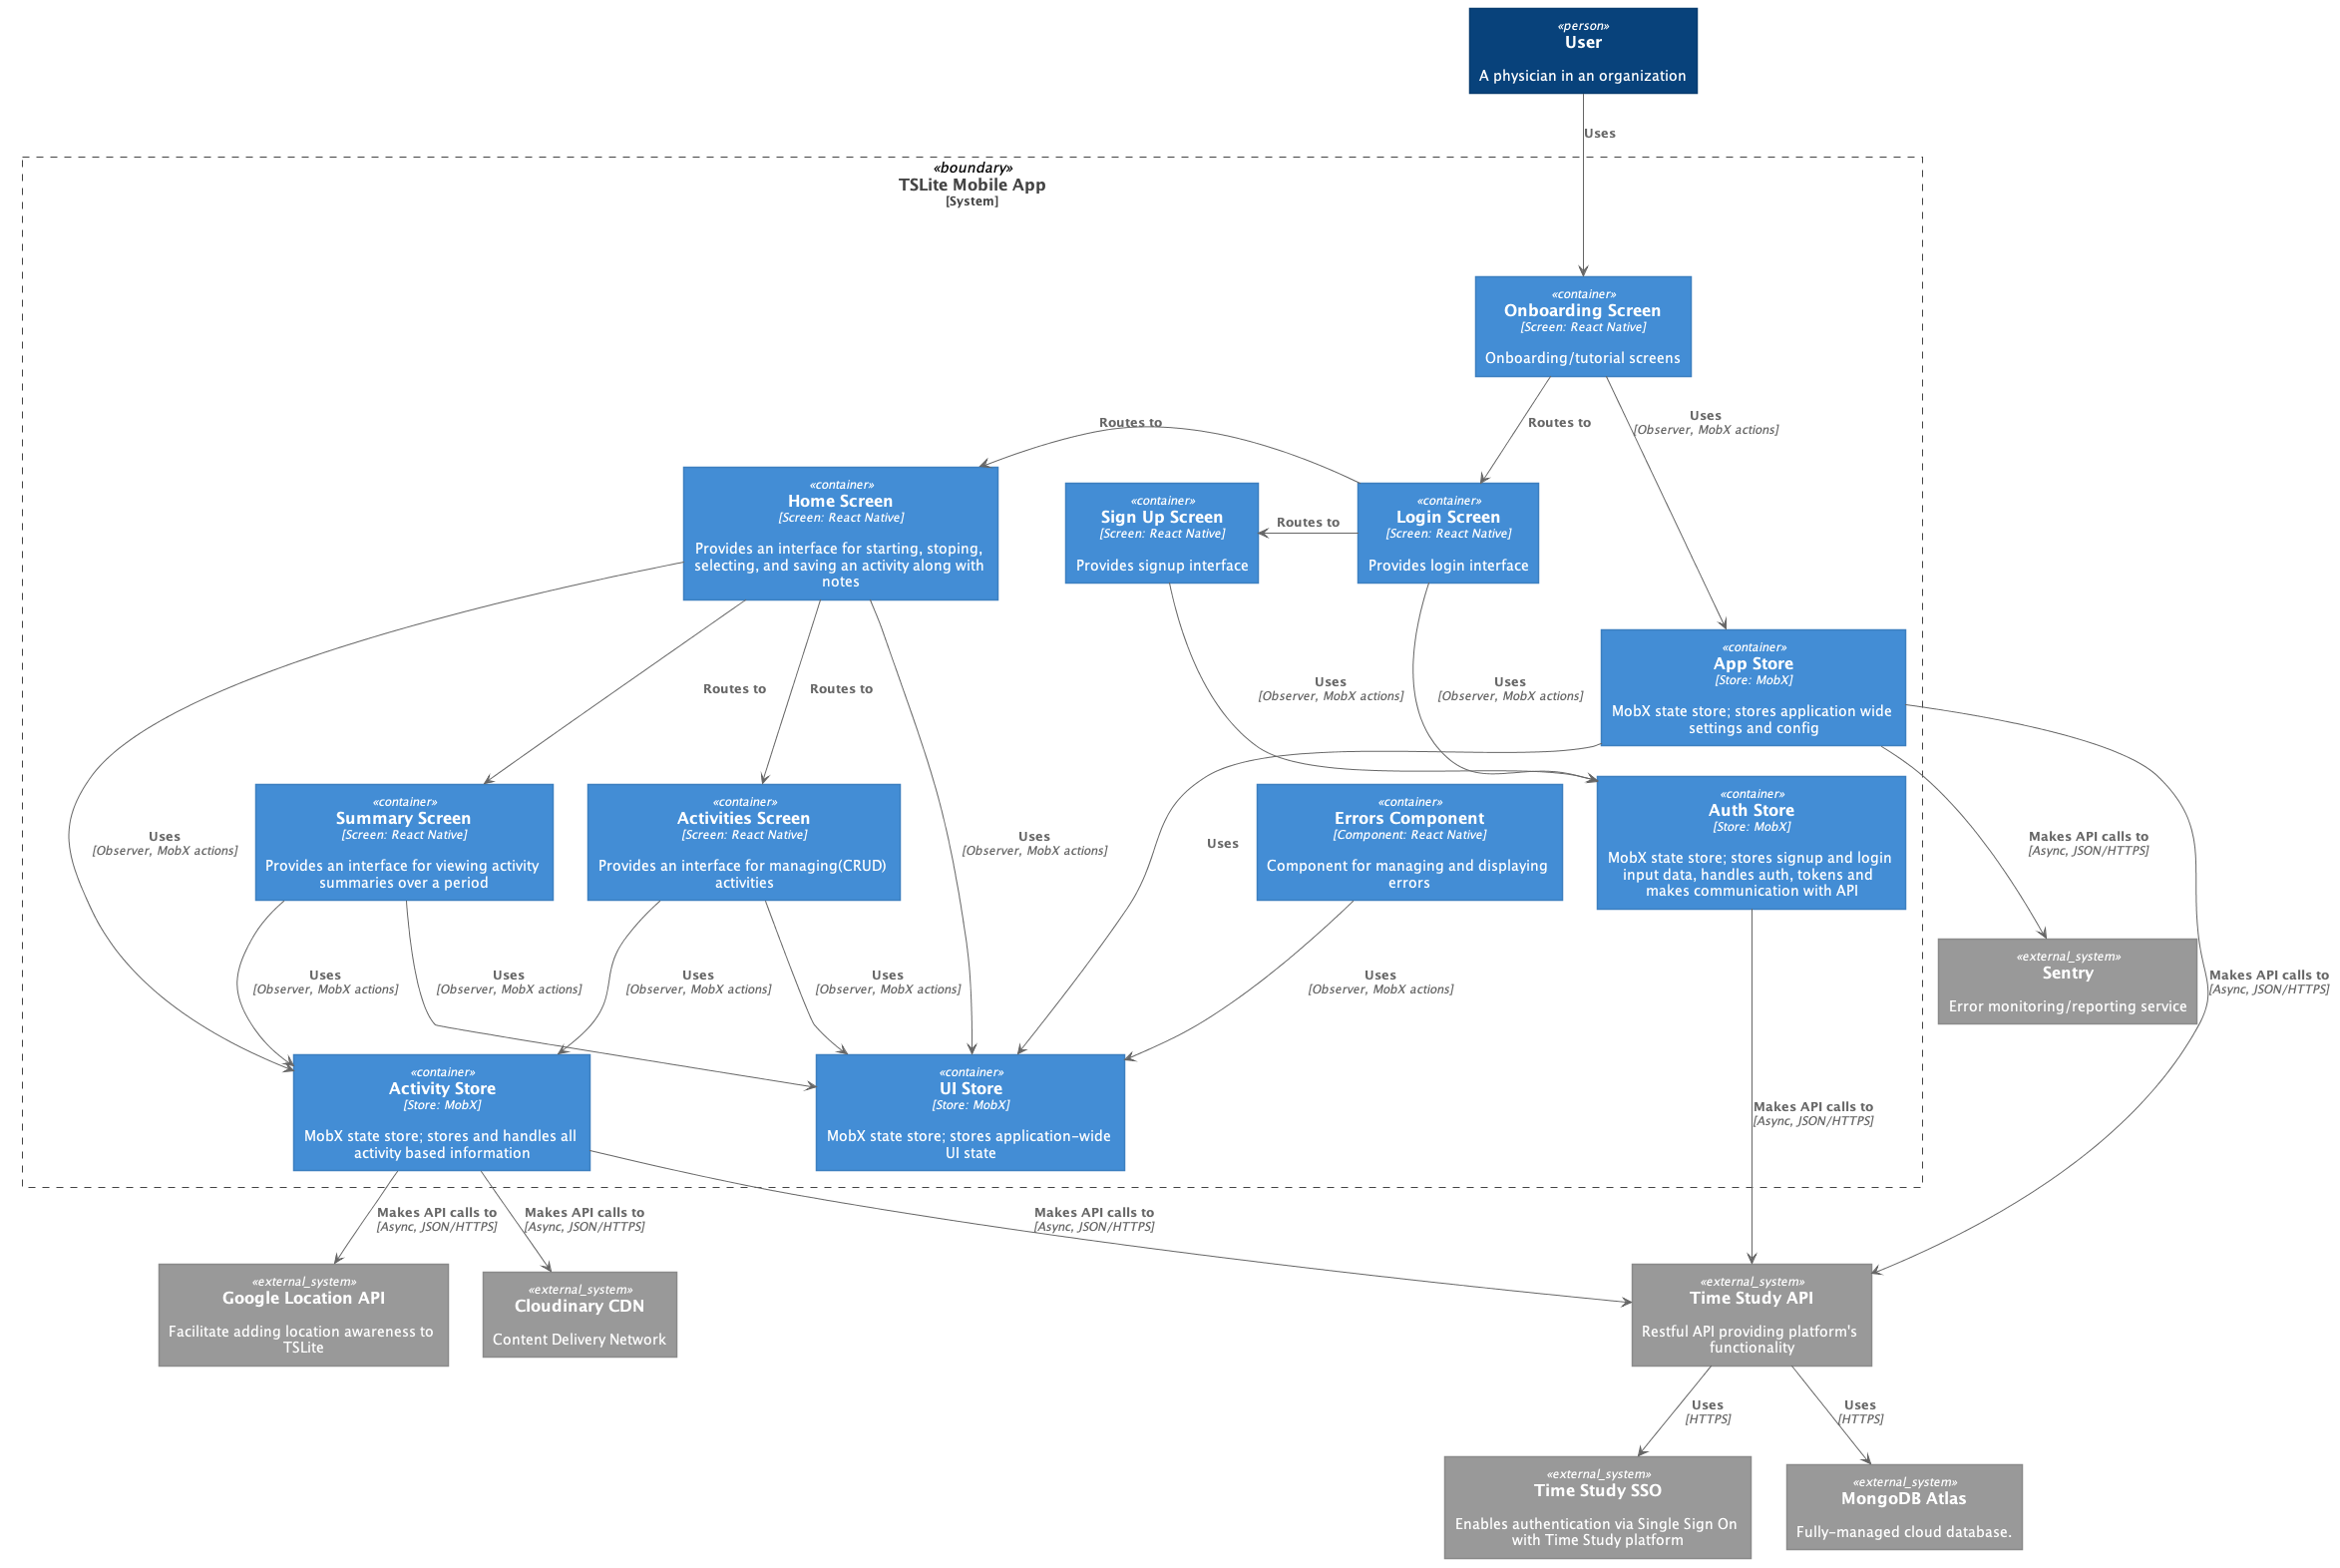 «person»
User
A physician in an organization
Uses
«boundary»
TSLite Mobile App
[System]
«container»
Onboarding Screen
[Screen: React Native]
Onboarding/tutorial screens
Routes to
Routes to
Uses
[Observer, MobX actions]
«container»
Home Screen
[Screen: React Native]
Provides an interface for starting, stoping,
selecting, and saving an activity along with
notes
«container»
Sign Up Screen
[Screen: React Native]
Provides signup interface
Routes to
«container»
Login Screen
[Screen: React Native]
Provides login interface
Routes to
Routes to
Uses
[Observer, MobX actions]
Uses
[Observer, MobX actions]
«container»
App Store
[Store: MobX]
MobX state store; stores application wide
settings and config
Uses
[Observer, MobX actions]
«container»
Summary Screen
[Screen: React Native]
Provides an interface for viewing activity
summaries over a period
«container»
Activities Screen
[Screen: React Native]
Provides an interface for managing(CRUD)
activities
Uses
[Observer, MobX actions]
Uses
«container»
Errors Component
[Component: React Native]
Component for managing and displaying
errors
«container»
Auth Store
[Store: MobX]
MobX state store; stores signup and login
input data, handles auth, tokens and
makes communication with API
Makes API calls to
[Async, JSON/HTTPS]
Uses
[Observer, MobX actions]
Uses
[Observer, MobX actions]
Uses
[Observer, MobX actions]
Uses
[Observer, MobX actions]
Uses
[Observer, MobX actions]
«external_system»
Sentry
Error monitoring/reporting service
Makes API calls to
[Async, JSON/HTTPS]
«container»
Activity Store
[Store: MobX]
MobX state store; stores and handles all
activity based information
«container»
UI Store
[Store: MobX]
MobX state store; stores application-wide
UI state
Makes API calls to
[Async, JSON/HTTPS]
Makes API calls to
[Async, JSON/HTTPS]
Makes API calls to
[Async, JSON/HTTPS]
Makes API calls to
[Async, JSON/HTTPS]
«external_system»
Google Location API
Facilitate adding location awareness to
TSLite
«external_system»
Cloudinary CDN
Content Delivery Network
«external_system»
Time Study API
Restful API providing platform's
functionality
Uses
[HTTPS]
Uses
[HTTPS]
«external_system»
Time Study SSO
Enables authentication via Single Sign On
with Time Study platform
«external_system»
MongoDB Atlas
Fully-managed cloud database.